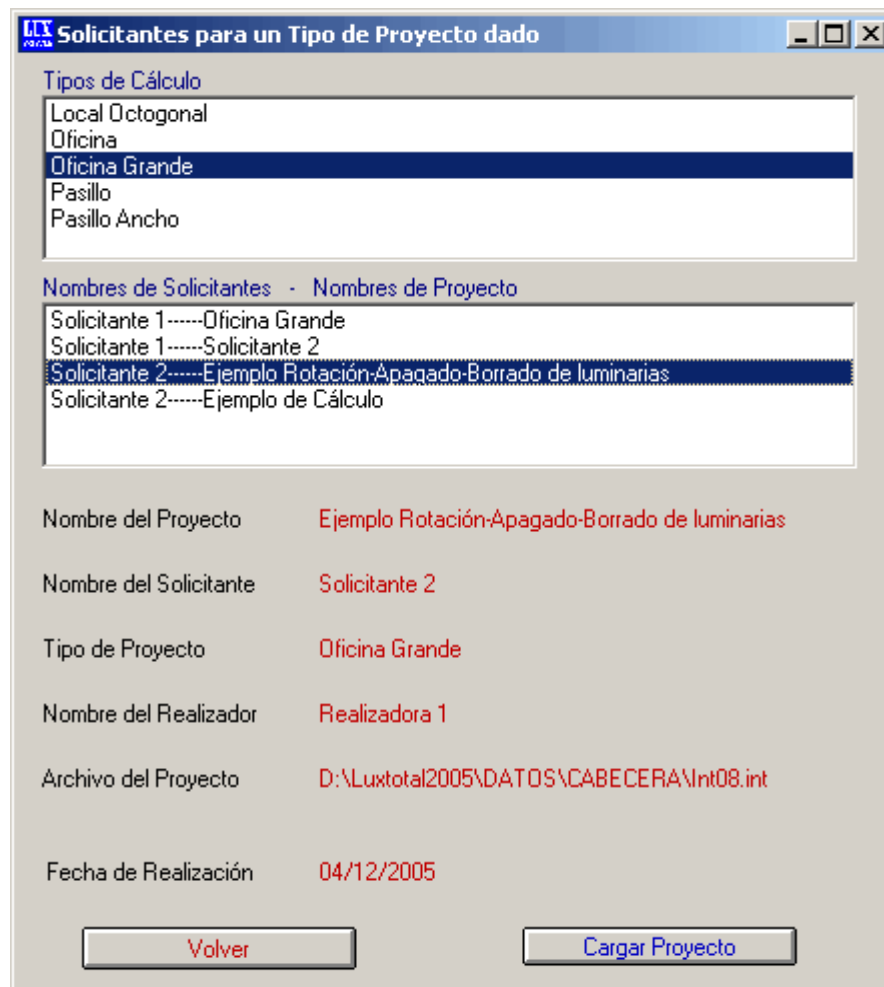 LUX
Solicitantes para un Tipo de Proyecto dado
Tipos de Cálculo
Local Octogonal
Oficina
Oficina Grande
Pasillo
Pasillo Ancho
Nombres de Solicitantes - Nombres de Proyecto
Solicitante 1------Oficina Grande
Solicitante 1------Solicitante 2
Solicitante 2------Ejemplo Rotación-Apagado-Borrado de luminarias
Solicitante 2------Ejemplo de Cálculo
Nombre del Proyecto Ejemplo Rotación-Apagado-Borrado de luminarias
Nombre del Solicitante Solicitante 2
Tipo de Proyecto Oficina Grande
Nombre del Realizador Realizadora 1
Archivo del Proyecto D:\Luxtotal2005\DATOS\CABECERA\Int08.int
Fecha de Realización 04/12/2005
Volver Cargar Proyecto